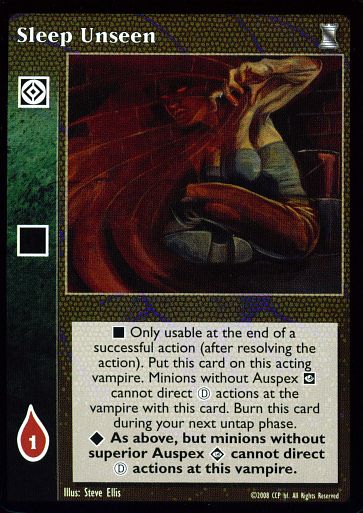 Sleep Unseen
Only usable at the end of a
successful action (after resolving the
action). Put this card on this acting
vampire. Minions without Auspex
cannot direct D actions at the
vampire with this card. Burn this card
during your next untap phase.
As above, but minions without
superior Auspex cannot direct
D actions at this vampire.
1
Illus: Steve Ellis
©2008 CCP hf. All Rights Reserved